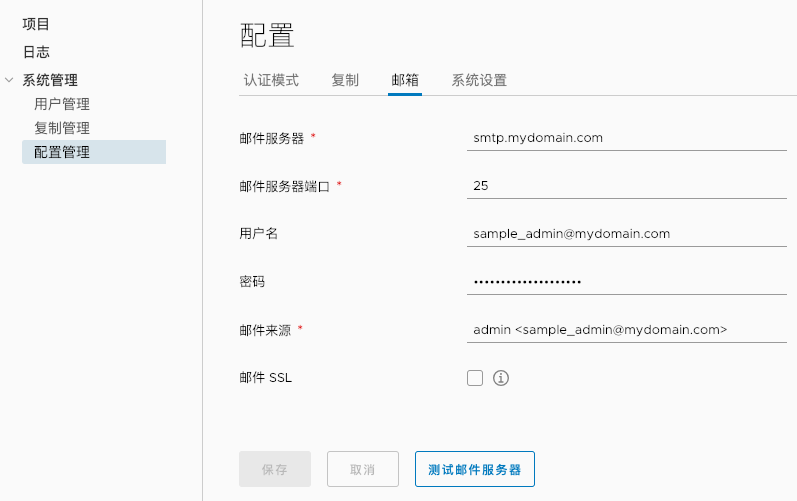 项目
日志
系统管理
用户管理
复制管理
配置管理
配置
认证模式 复制 邮箱 系统设置
邮件服务器 * smtp.mydomain.com
邮件服务器端口 * 25
用户名 sample_admin@mydomain.com
密码 •••••••••••••••••••••
邮件来源 * admin <sample_admin@mydomain.com>
邮件 SSL
保存 取消 测试邮件服务器